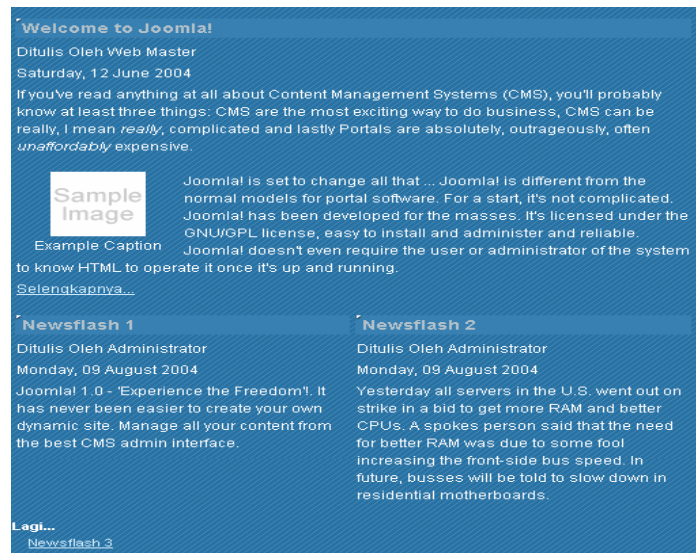 Welcome to Joomla!
Ditulis Oleh Web Master
Saturday, 12 June 2004
If you've read anything at all about Content Management Systems (CMS), you'll probably
know at least three things: CMS are the most exciting way to do business, CMS can be
really, I mean really, complicated and lastly Portals are absolutely, outrageously, often
unaffordably expensive.
Sample
Image
Example Caption
Joomla! is set to change all that ... Joomla! is different from the
normal models for portal software. For a start, it's not complicated.
Joomla! has been developed for the masses. It's licensed under the
GNU/GPL license, easy to install and administer and reliable.
Joomla! doesn't even require the user or administrator of the system
to know HTML to operate it once it's up and running.
Selengkapnya...
Newsflash 1
Ditulis Oleh Administrator
Monday, 09 August 2004
Joomla! 1.0 - 'Experience the Freedom'!. It
has never been easier to create your own
dynamic site. Manage all your content from
the best CMS admin interface.
Newsflash 2
Ditulis Oleh Administrator
Monday, 09 August 2004
Yesterday all servers in the U.S. went out on
strike in a bid to get more RAM and better
CPUs. A spokes person said that the need
for better RAM was due to some fool
increasing the front-side bus speed. In
future, busses will be told to slow down in
residential motherboards.
Lagi...
Newsflash 3